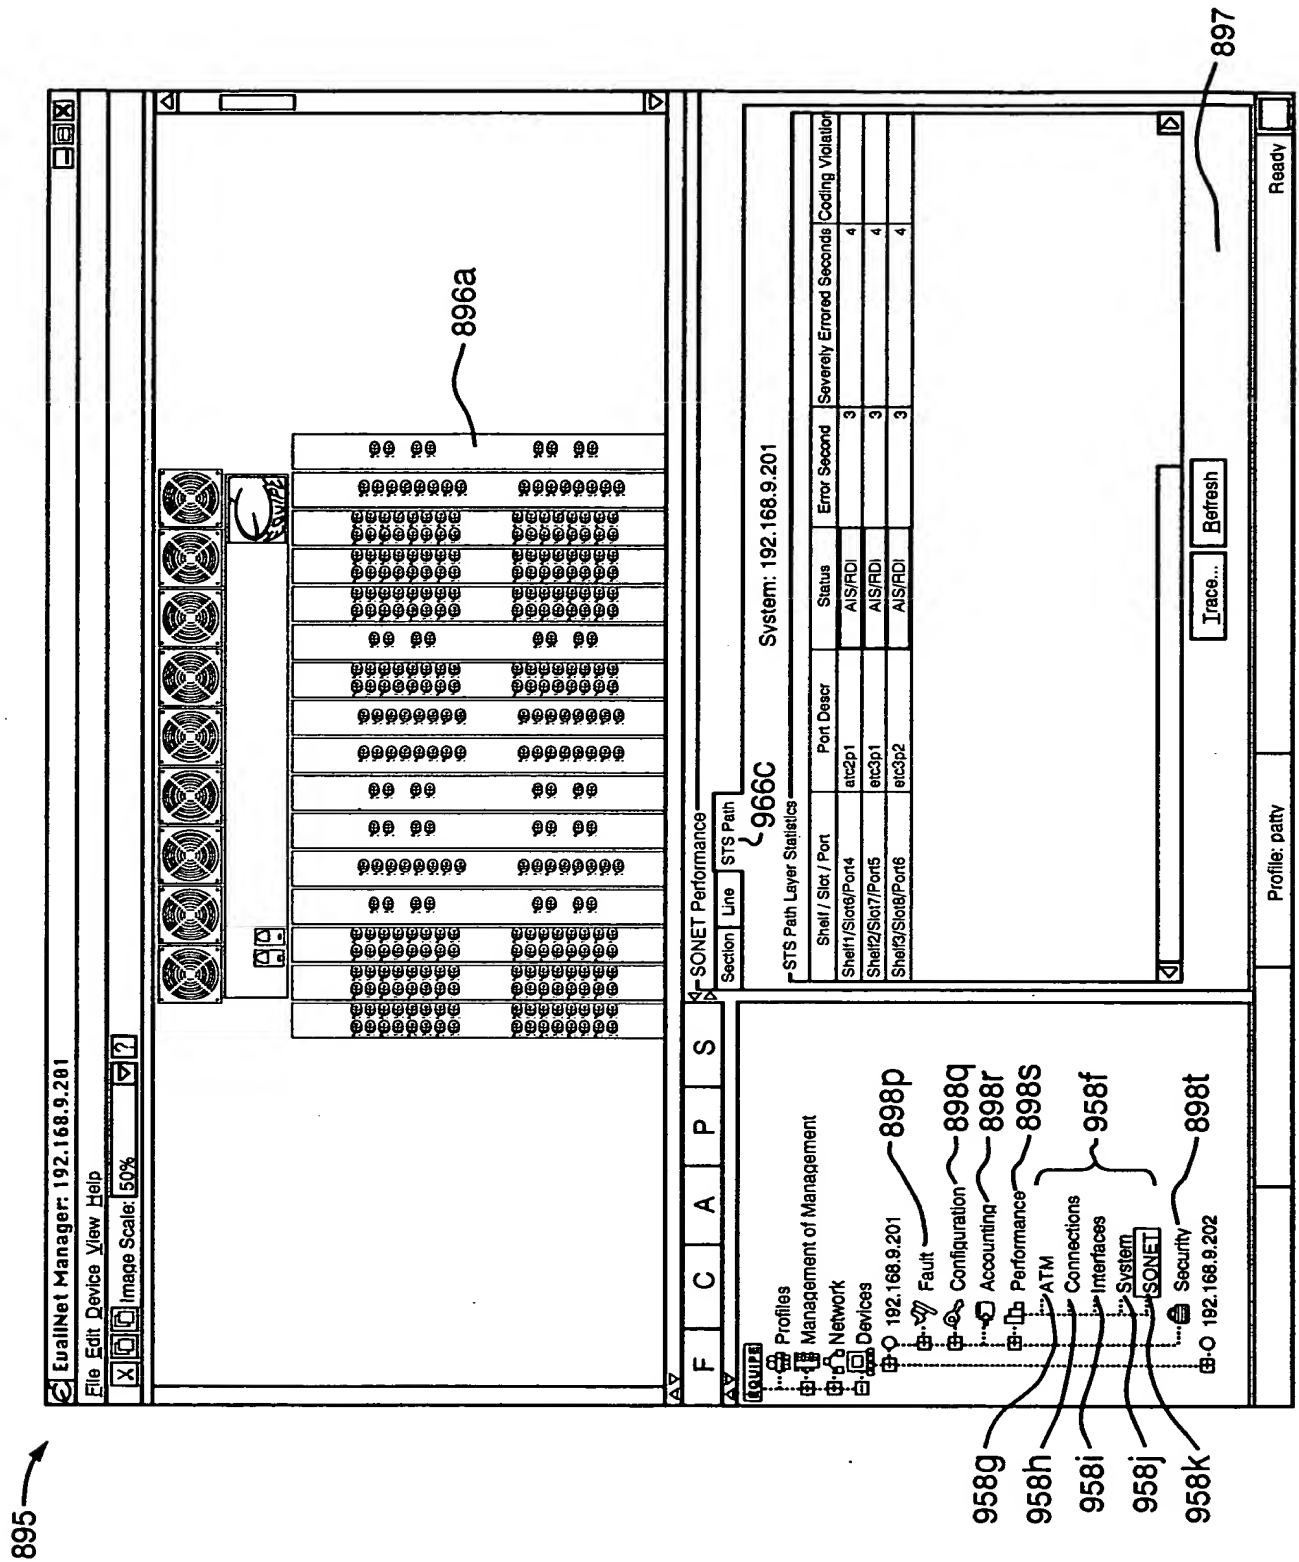 895
EuallNet Manager: 192.168.9.201
File Edit Device View Help
Image Scale: 50%
?
EQUIPE
896a
F C A P S
EQUIPE
Profiles
Management of Management
Network
Devices
192.168.9.201
Fault
Configuration
Accounting
Performance
ATM
Connections
Interfaces
System
SONET
Security
192.168.9.202
898p
898q
898r
898s
958f
898t
958g
958h
958i
958j
958k
SONET Performance
Section Line STS Path
966C
System: 192.168.9.201
STS Path Layer Statistics
Shelf / Slot / Port Port Descr Status Error Second Severely Errored Seconds Coding Violation
Shelf1/Slot6/Port4 atc2p1 AIS/RDI 3 4
Shelf2/Slot7/Port5 etc3p1 AIS/RDI 3 4
Shelf3/Slot8/Port6 etc3p2 AIS/RDI 3 4
Trace... Refresh
897
Profile: patty
Ready